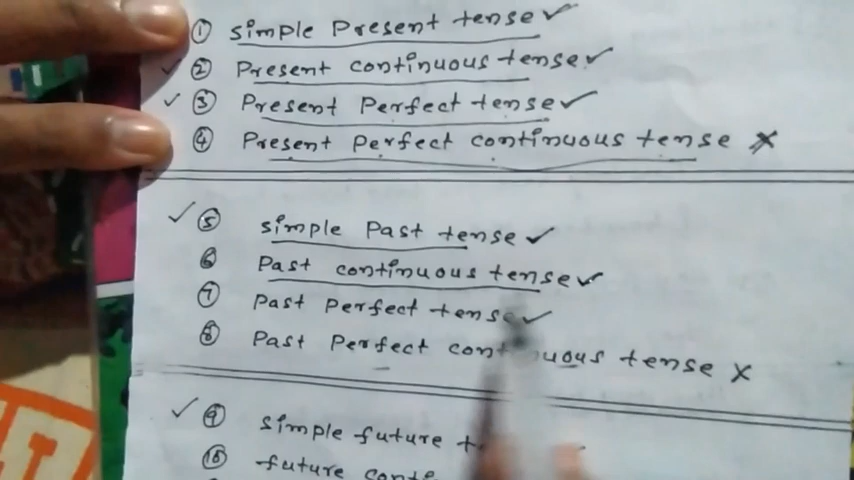 ① Simple Present tense ✓
✓ ② Present continuous tense ✓
✓ ③ Present Perfect tense ✓
④ Present Perfect continuous tense ✗
✓ ⑤ Simple Past tense ✓
⑥ Past continuous tense ✓
⑦ Past Perfect tense ✓
⑧ Past Perfect tense ✗
✓ ⑨ Simple future
⑩ future